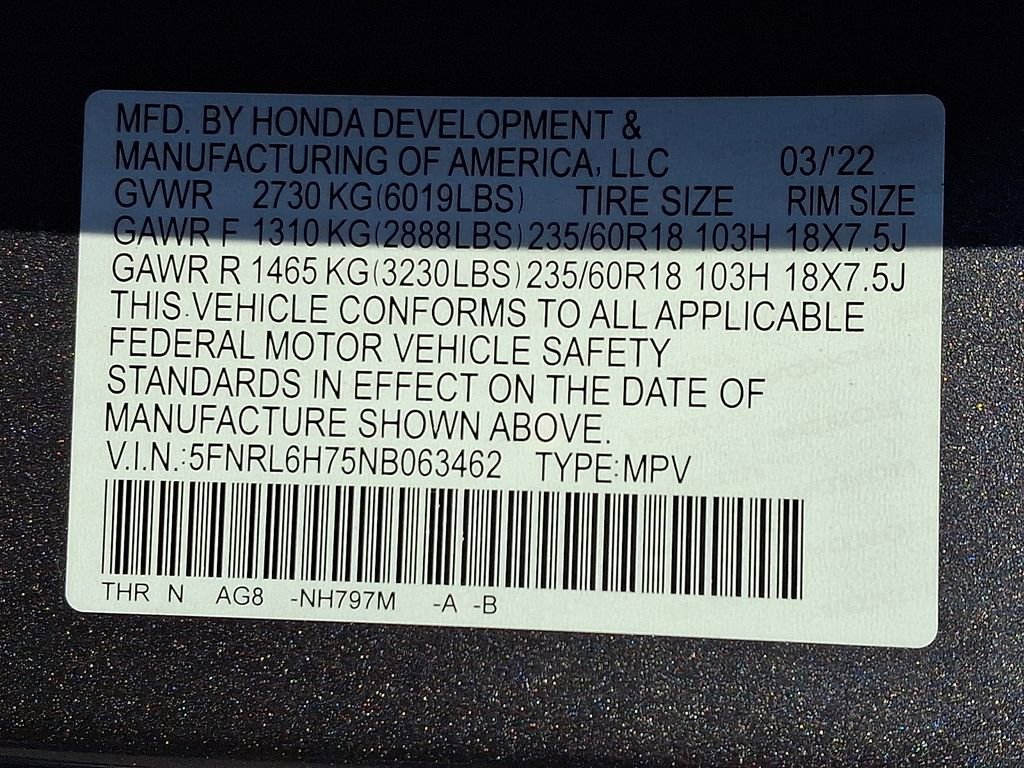 MFD. BY HONDA DEVELOPMENT &
MANUFACTURING OF AMERICA, LLC 03/'22
GVWR 2730 KG(6019LBS) TIRE SIZE RIM SIZE
GAWR F 1310 KG(2888LBS) 235/60R18 103H 18X7.5J
GAWR R 1465 KG(3230LBS) 235/60R18 103H 18X7.5J
THIS VEHICLE CONFORMS TO ALL APPLICABLE
FEDERAL MOTOR VEHICLE SAFETY
STANDARDS IN EFFECT ON THE DATE OF
MANUFACTURE SHOWN ABOVE.
V.I.N.:5FNRL6H75NB063462 TYPE:MPV
THR N AG8 -NH797M -A -B